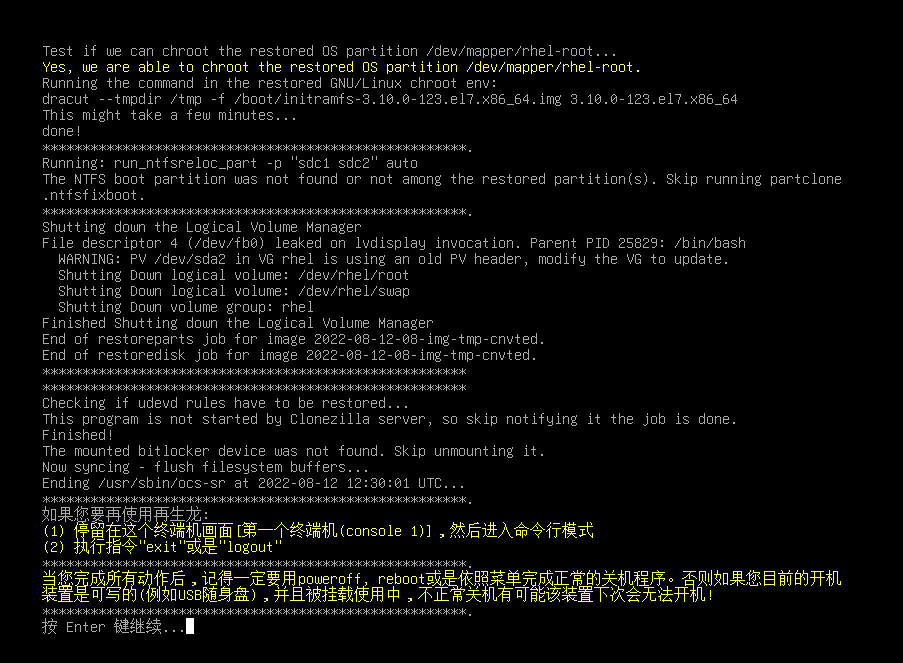 Test if we can chroot the restored OS partition /dev/mapper/rhel-root...
Yes, we are able to chroot the restored OS partition /dev/mapper/rhel-root.
Running the command in the restored GNU/Linux chroot env:
dracut --tmpdir /tmp -f /boot/initramfs-3.10.0-123.el7.x86_64.img 3.10.0-123.el7.x86_64
This might take a few minutes...
done!
*****************************************************.
Running: run_ntfsreloc_part -p "sdc1 sdc2" auto
The NTFS boot partition was not found or not among the restored partition(s). Skip running partclone
.ntfsfixboot.
*****************************************************.
Shutting down the Logical Volume Manager
File descriptor 4 (/dev/fb0) leaked on lvdisplay invocation. Parent PID 25829: /bin/bash
  WARNING: PV /dev/sda2 in VG rhel is using an old PV header, modify the VG to update.
  Shutting Down logical volume: /dev/rhel/root
  Shutting Down logical volume: /dev/rhel/swap
  Shutting Down volume group: rhel
Finished Shutting down the Logical Volume Manager
End of restoreparts job for image 2022-08-12-08-img-tmp-cnvted.
End of restoredisk job for image 2022-08-12-08-img-tmp-cnvted.
*****************************************************
*****************************************************
Checking if udevd rules have to be restored...
This program is not started by Clonezilla server, so skip notifying it the job is done.
Finished!
The mounted bitlocker device was not found. Skip unmounting it.
Now syncing - flush filesystem buffers...
Ending /usr/sbin/ocs-sr at 2022-08-12 12:30:01 UTC...
*****************************************************.
如果您要再使用再生龙:
(1) 停留在这个终端机画面[第一个终端机(console 1)]，然后进入命令行模式
(2) 执行指令"exit"或是"logout"
*****************************************************.
当您完成所有动作后，记得一定要用poweroff, reboot或是依照菜单完成正常的关机程序。否则如果您目前的开机
装置是可写的(例如USB随身盘)，并且被挂载使用中，不正常关机有可能该装置下次会无法开机!
*****************************************************.
按 Enter 键继续...